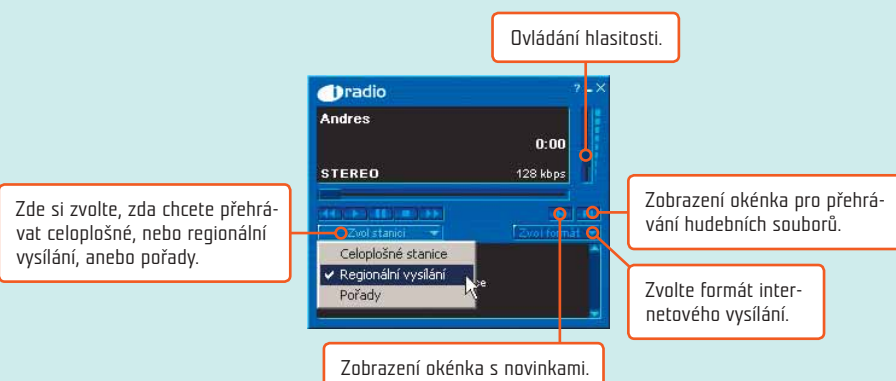 Ovládání hlasitosti.
iradio
? - X
Andres
0:00
STEREO
128 kbps
Zde si zvolte, zda chcete přehrá-
vat celoplošné, nebo regionální
vysílání, anebo pořady.
Zvol stanici
Zvol formát
Celoplošné stanice
✔ Regionální vysílání
Pořady
Zobrazení okénka pro přehrá-
vání hudebních souborů.
Zvolte formát inter-
netového vysílání.
Zobrazení okénka s novinkami.